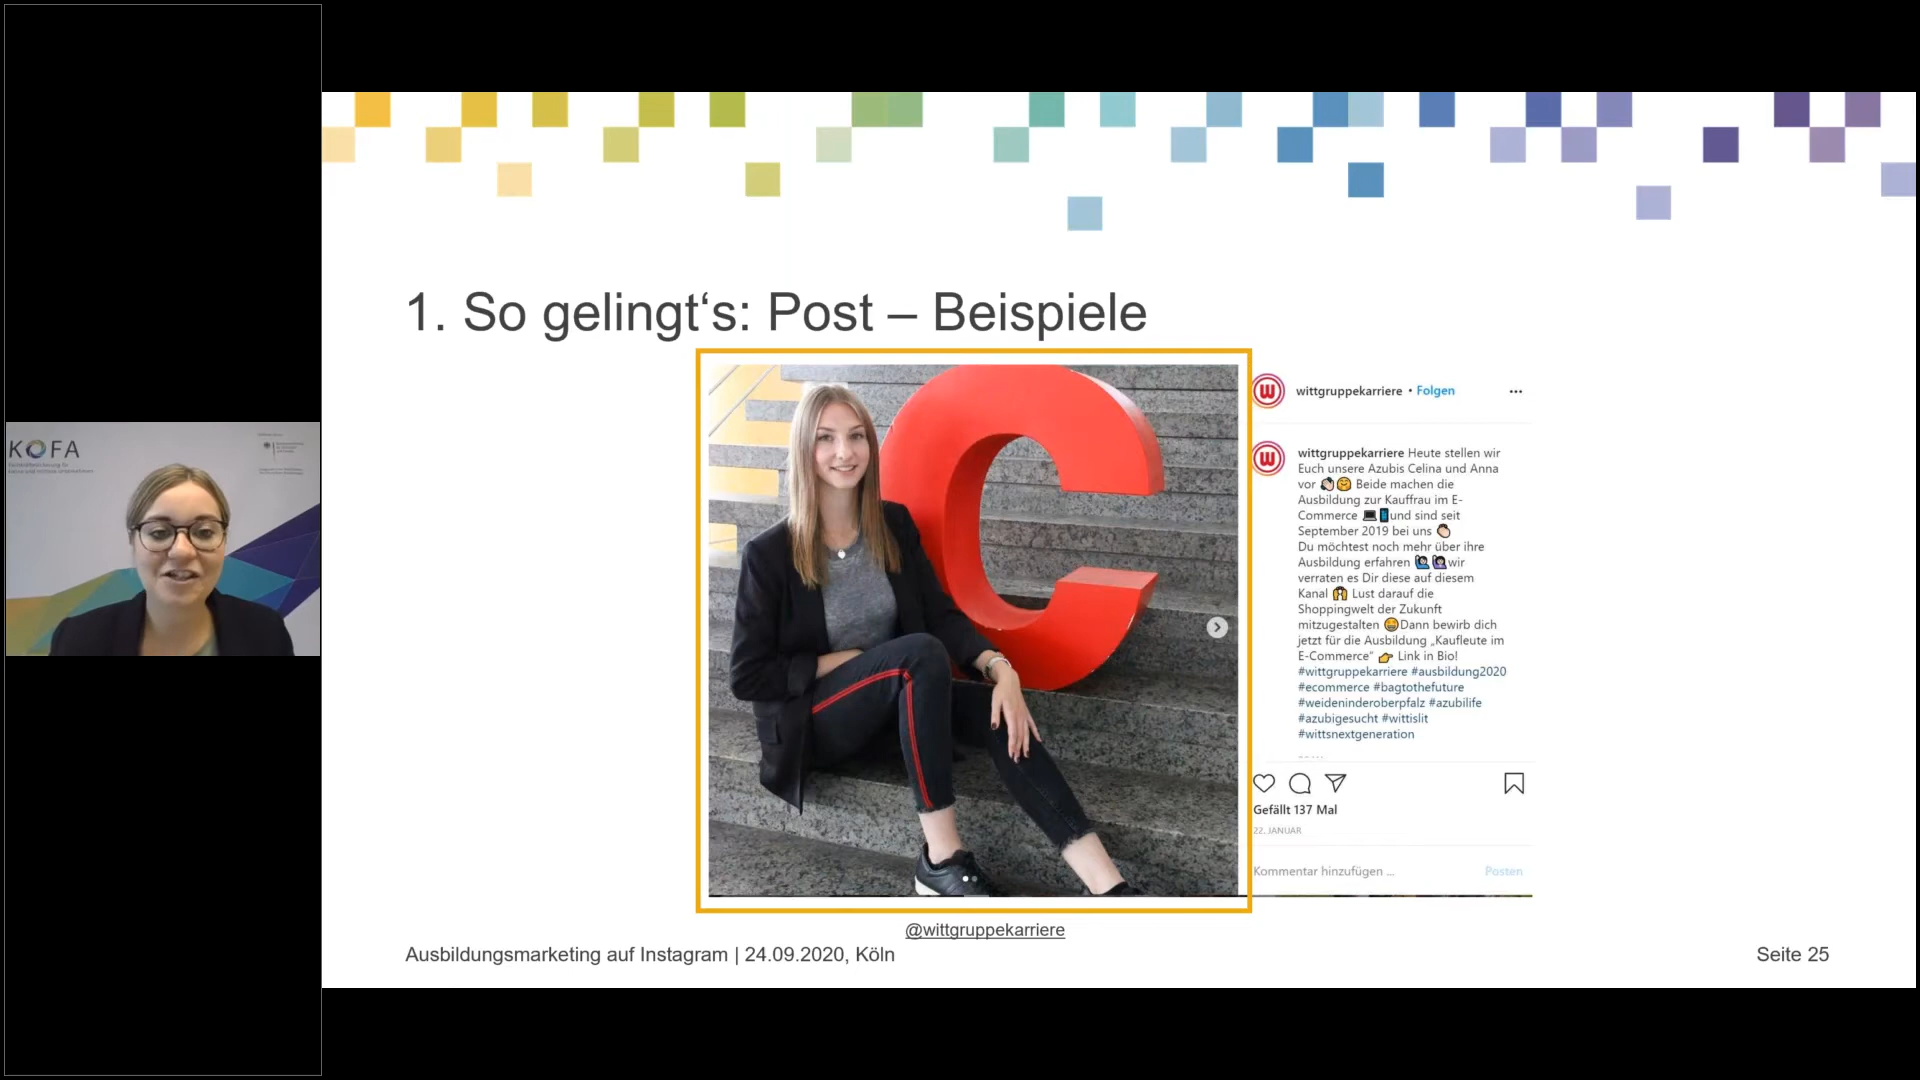 KOFA
1. So gelingt‘s: Post – Beispiele
wittgruppekarriere • Folgen
wittgruppekarriere Heute stellen wir
Euch unsere Azubis Celina und Anna
vor 👏🏻🤗 Beide machen die
Ausbildung zur Kauffrau im E-
Commerce 💻📱und sind seit
September 2019 bei uns 👏🏻
Du möchtest noch mehr über ihre
Ausbildung erfahren 🙋🏻🙋🏻wir
verraten es Dir diese auf diesem
Kanal 🙌 Lust darauf die
Shoppingwelt der Zukunft
mitzugestalten 😄Dann bewirb dich
jetzt für die Ausbildung „Kaufleute im
E-Commerce“ 👉 Link in Bio!
#wittgruppekarriere #ausbildung2020
#ecommerce #bagtothefuture
#weideninderoberpfalz #azubilife
#azubigesucht #wittislit
#wittsnextgeneration
Gefällt 137 Mal
22. JANUAR
Kommentar hinzufügen ... Posten
@wittgruppekarriere
Ausbildungsmarketing auf Instagram | 24.09.2020, Köln
Seite 25